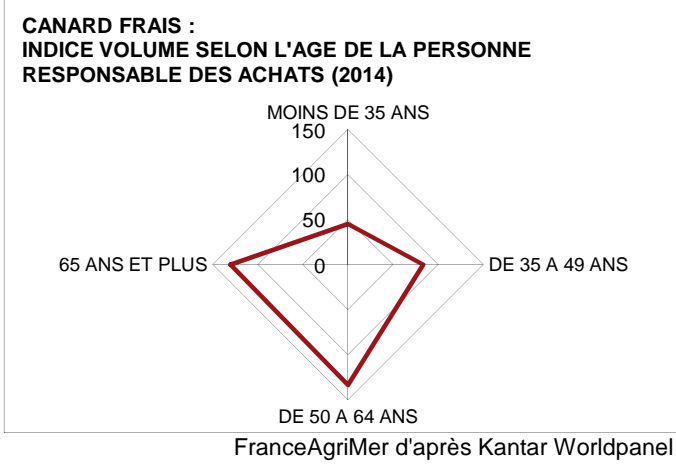 CANARD FRAIS :
INDICE VOLUME SELON L'AGE DE LA PERSONNE
RESPONSABLE DES ACHATS (2014)
MOINS DE 35 ANS
150
100
50
0
65 ANS ET PLUS
DE 35 A 49 ANS
DE 50 A 64 ANS
FranceAgriMer d'après Kantar Worldpanel